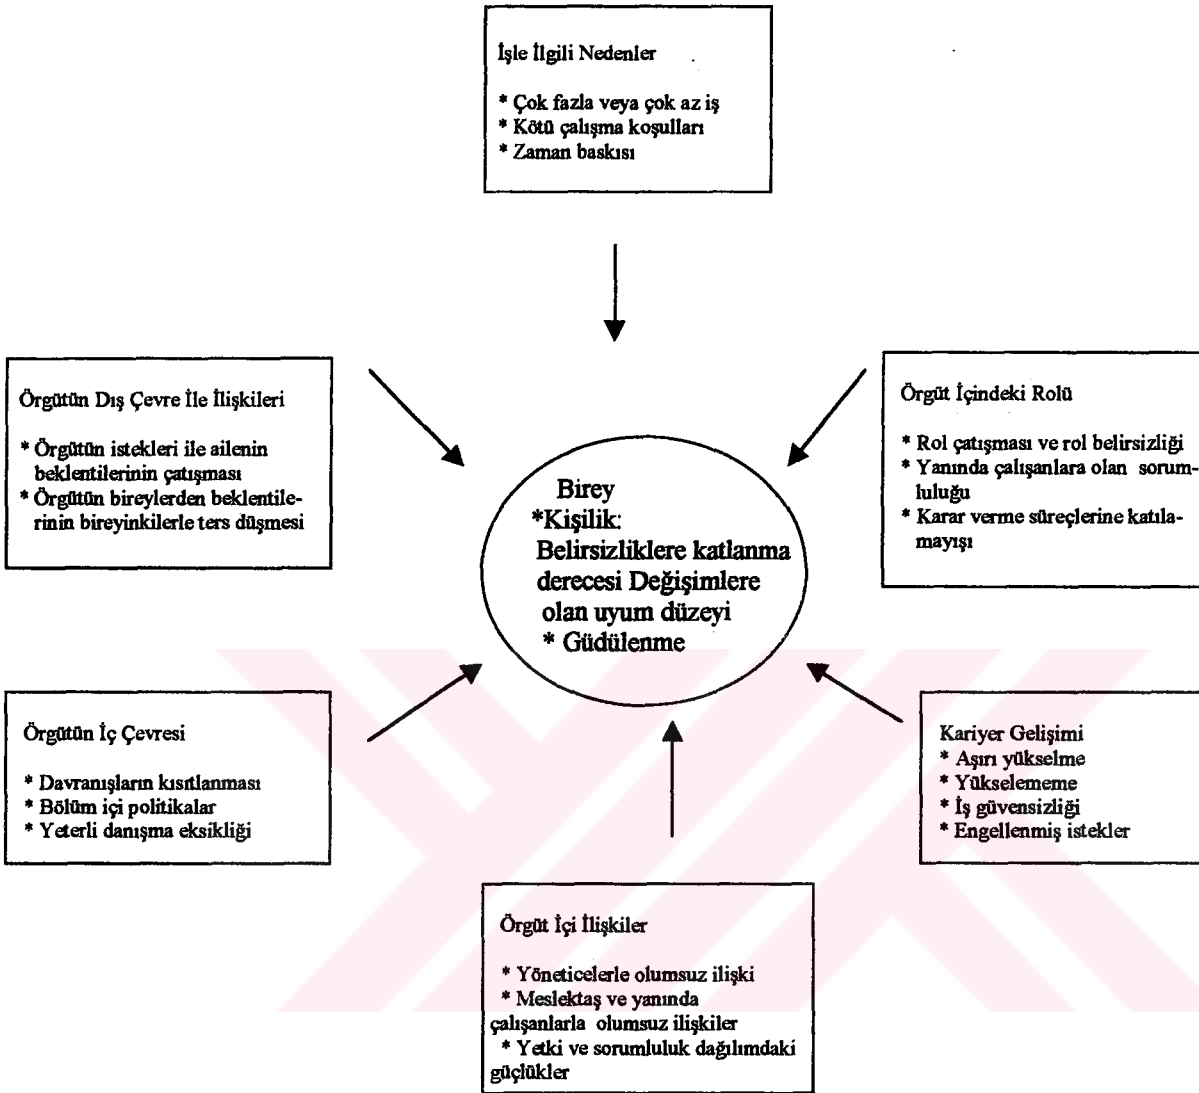 İşle İlgili Nedenler
* Çok fazla veya çok az iş
* Kötü çalışma koşulları
* Zaman baskısı
Örgütün Dış Çevre İle İlişkileri
* Örgütün istekleri ile ailenin
beklentilerinin çatışması
* Örgütün bireylerden beklentile-
rinin bireyinkilerle ters düşmesi
Örgüt İçindeki Rolü
* Rol çatışması ve rol belirsizliği
* Yanında çalışanlara olan sorum-
luluğu
* Karar verme süreçlerine katıla-
mayışı
Birey
*Kişilik:
Belirsizliklere katlanma
derecesi Değişimlere
olan uyum düzeyi
* Güdülenme
Örgütün İç Çevresi
* Davranışların kısıtlanması
* Bölüm içi politikalar
* Yeterli danışma eksikliği
Kariyer Gelişimi
* Aşırı yükselme
* Yükselememe
* İş güvensizliği
* Engellenmiş istekler
Örgüt İçi İlişkiler
* Yöneticelerle olumsuz ilişki
* Meslektaş ve yanında
çalışanlarla olumsuz ilişkiler
* Yetki ve sorumluluk dağılımdaki
güçlükler